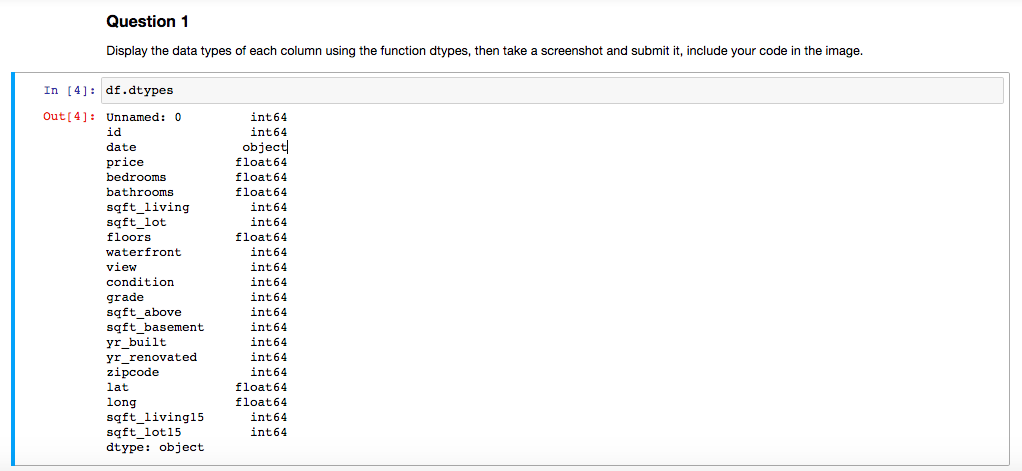 Question 1
Display the data types of each column using the function dtypes, then take a screenshot and submit it, include your code in the image.
In [4]: df.dtypes
Out[4]: Unnamed: 0 int64
id int64
date object
price float64
bedrooms float64
bathrooms float64
sqft_living int64
sqft_lot int64
floors float64
waterfront int64
view int64
condition int64
grade int64
sqft_above int64
sqft_basement int64
yr_built int64
yr_renovated int64
zipcode int64
lat float64
long float64
sqft_living15 int64
sqft_lot15 int64
dtype: object